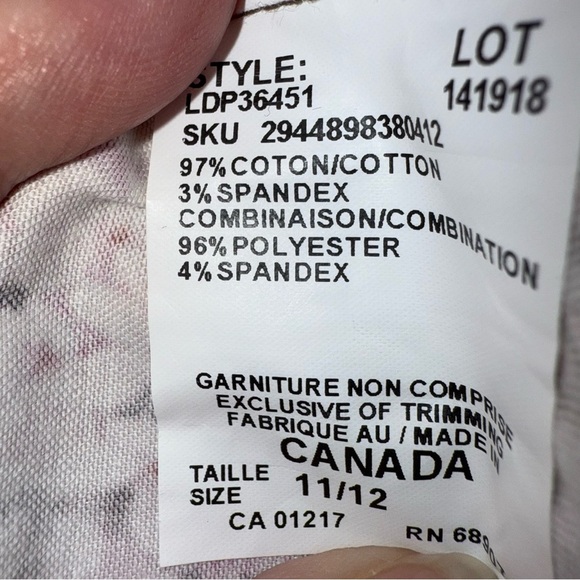 STYLE:
LDP36451
LOT
141918
SKU 2944898380412
97% COTON/COTTON
3% SPANDEX
COMBINAISON/COMBINATION
96% POLYESTER
4% SPANDEX
GARNITURE NON COMPRISE
EXCLUSIVE OF TRIMMING
FABRIQUE AU / MADE IN
CANADA
TAILLE
SIZE 11/12
CA 01217
RN